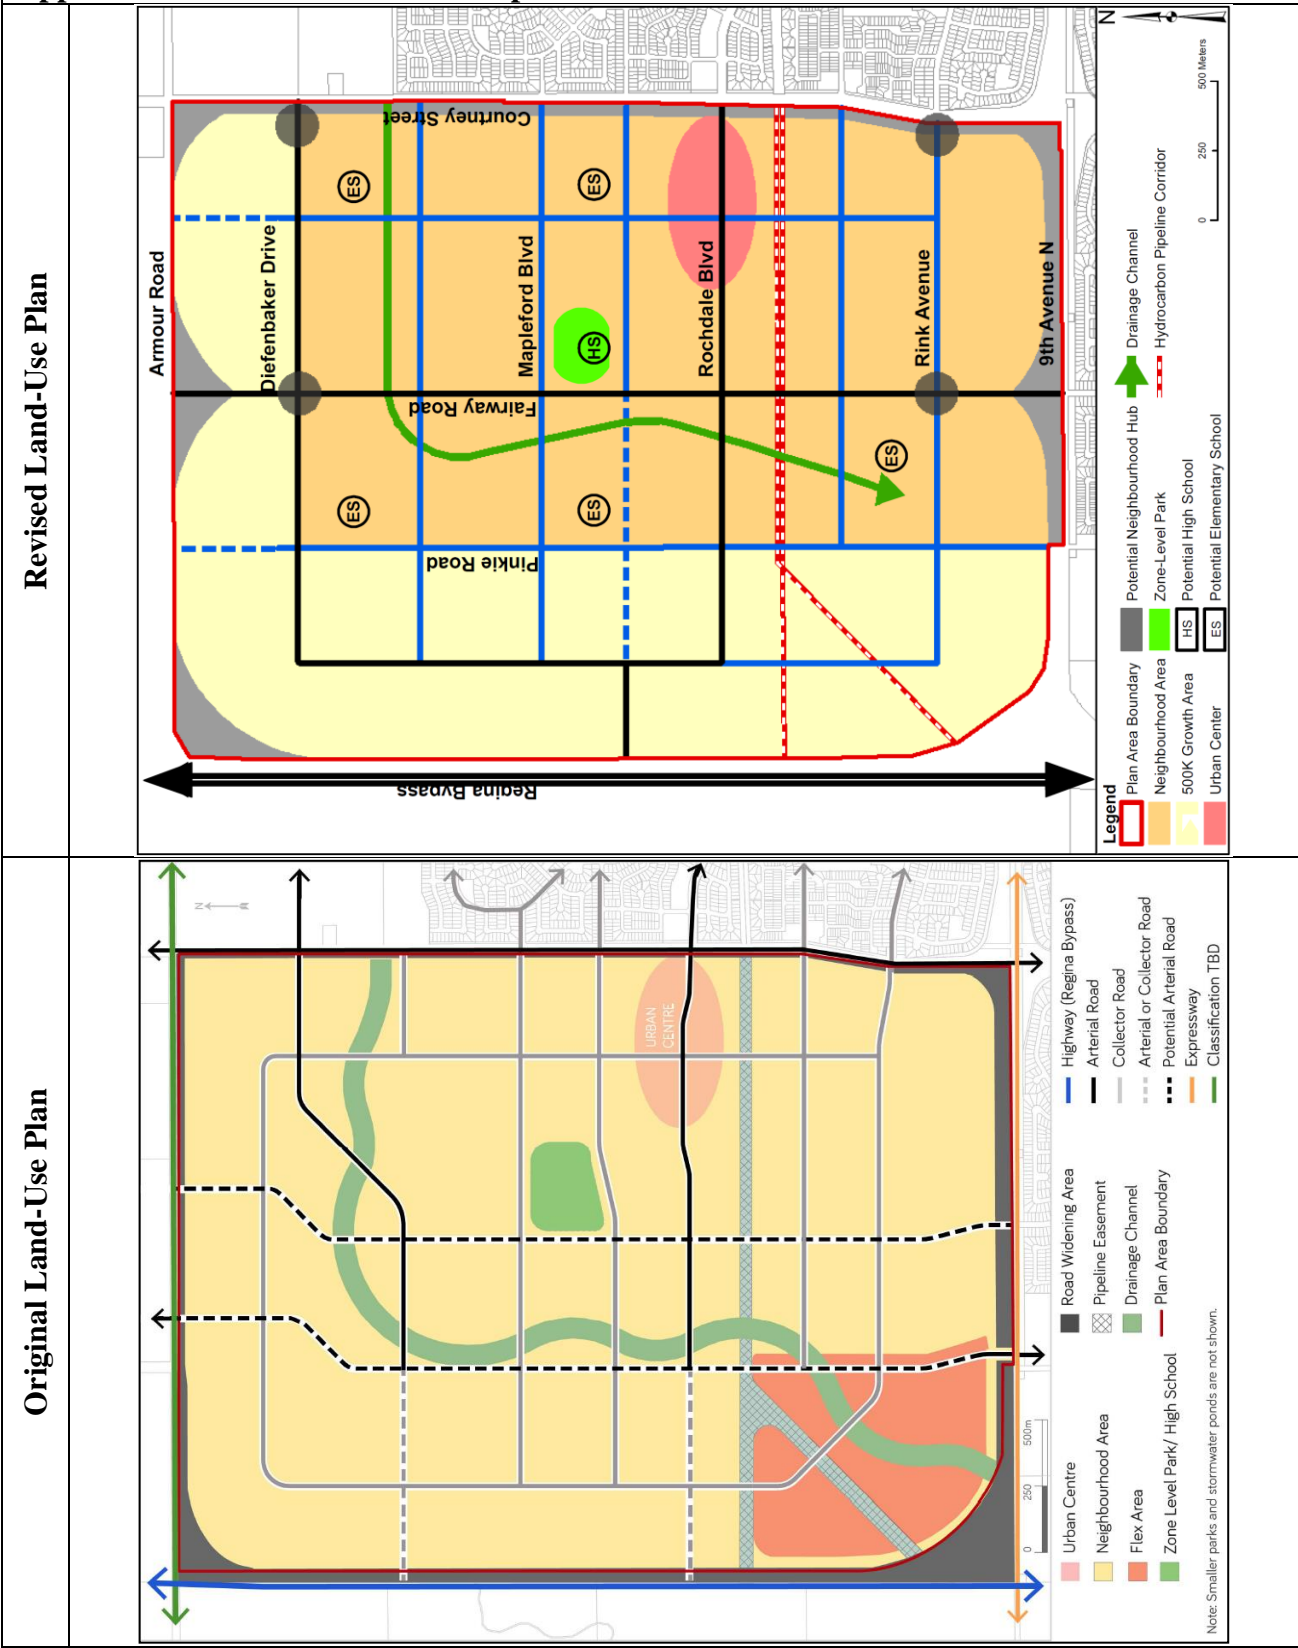 Original Land-Use Plan
Revised Land-Use Plan
N
URBAN
CENTRE
Urban Centre
Neighbourhood Area
Flex Area
Zone Level Park/ High School
Road Widening Area
Pipeline Easement
Drainage Channel
Plan Area Boundary
Highway (Regina Bypass)
Arterial Road
Collector Road
Arterial or Collector Road
Potential Arterial Road
Expressway
Classification TBD
0 250 500m
Note: Smaller parks and stormwater ponds are not shown.
Armour Road
Diefenbaker Drive
Mapleford Blvd
Rochdale Blvd
Rink Avenue
9th Avenue N
Courtney Street
Fairway Road
Pinkie Road
Regina Bypass
ES
ES
HS
ES
ES
ES
N
Legend
Plan Area Boundary
Neighbourhood Area
500K Growth Area
Urban Center
Potential Neighbourhood Hub
Zone-Level Park
HS Potential High School
ES Potential Elementary School
Drainage Channel
Hydrocarbon Pipeline Corridor
0 250 500 Meters